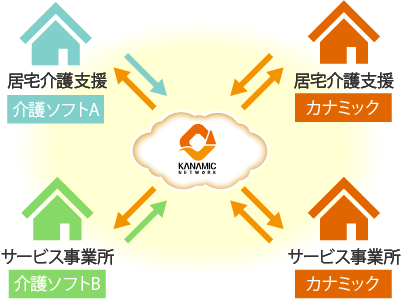 居宅介護支援
介護ソフトA
居宅介護支援
カナミック
KANAMIC
NETWORK
サービス事業所
介護ソフトB
サービス事業所
カナミック